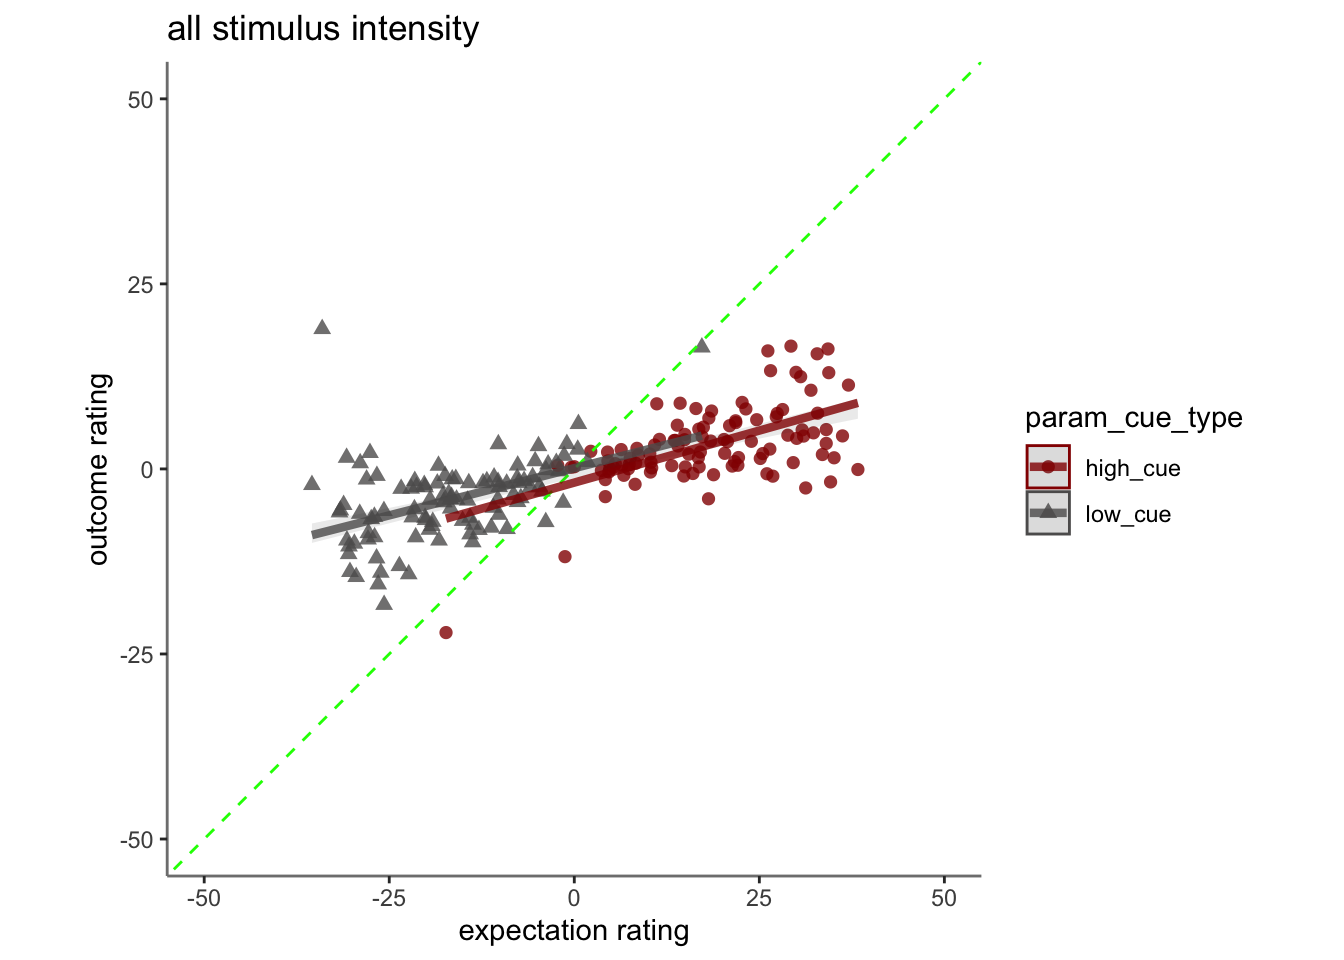 all stimulus intensity
outcome rating
50
25
0
-25
-50
-50
-25
0
25
50
expectation rating
param_cue_type
high_cue
low_cue